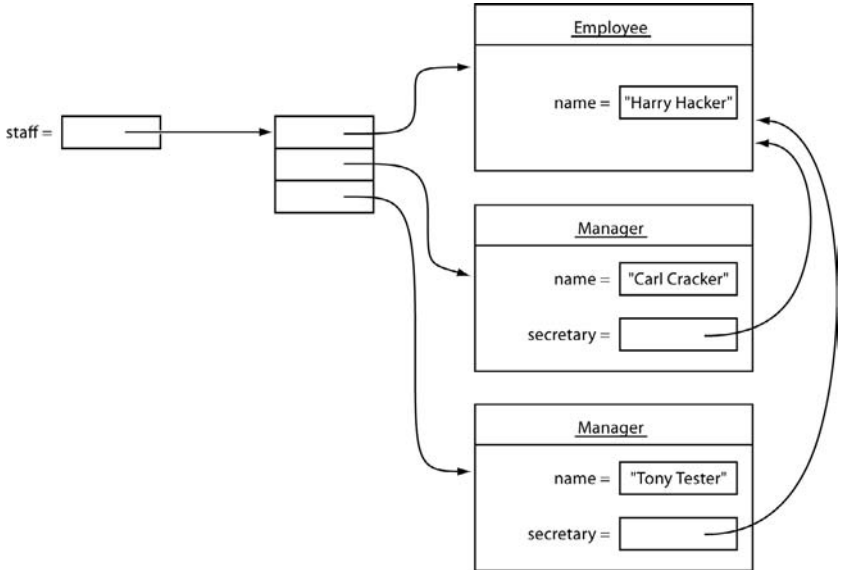 Employee
name = "Harry Hacker"
staff =
Manager
name = "Carl Cracker"
secretary =
Manager
name = "Tony Tester"
secretary =